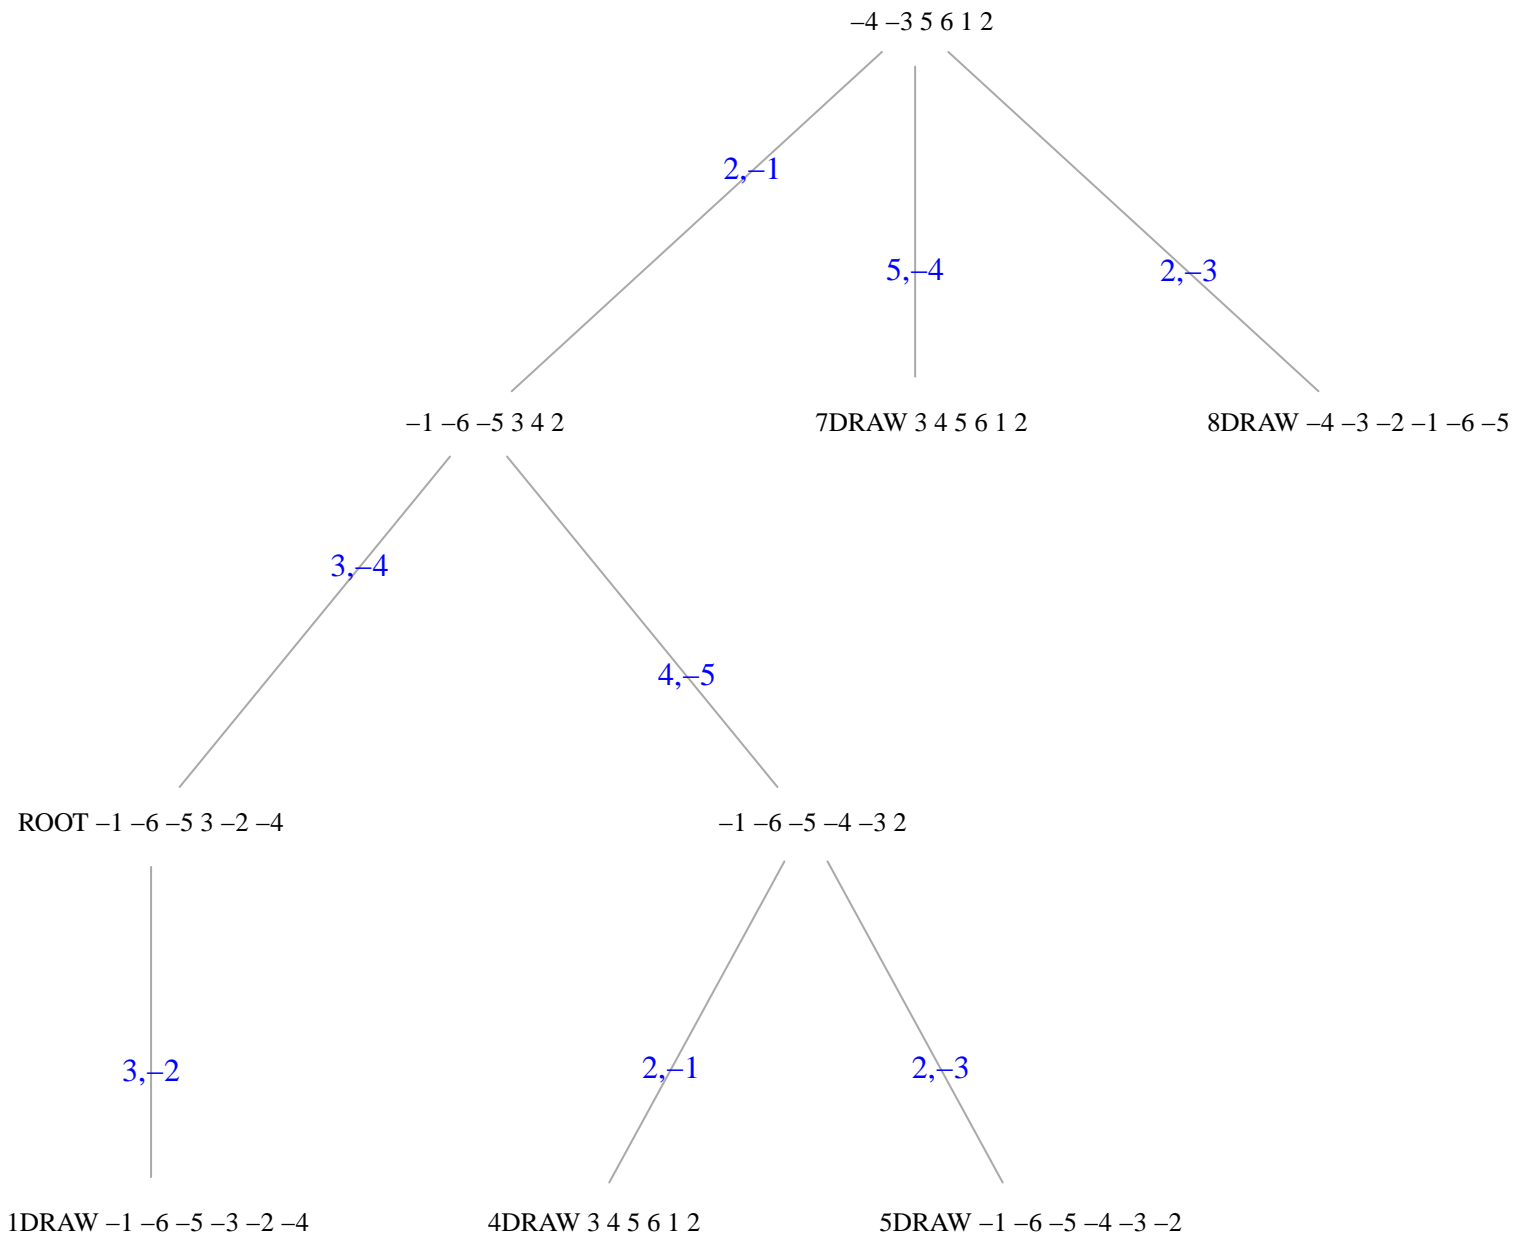 –4 –3 5 6 1 2
2,–1
5,–4
2,–3
–1 –6 –5 3 4 2
7DRAW 3 4 5 6 1 2
8DRAW –4 –3 –2 –1 –6 –5
3,–4
4,–5
ROOT –1 –6 –5 3 –2 –4
–1 –6 –5 –4 –3 2
3,–2
2,–1
2,–3
1DRAW –1 –6 –5 –3 –2 –4
4DRAW 3 4 5 6 1 2
5DRAW –1 –6 –5 –4 –3 –2